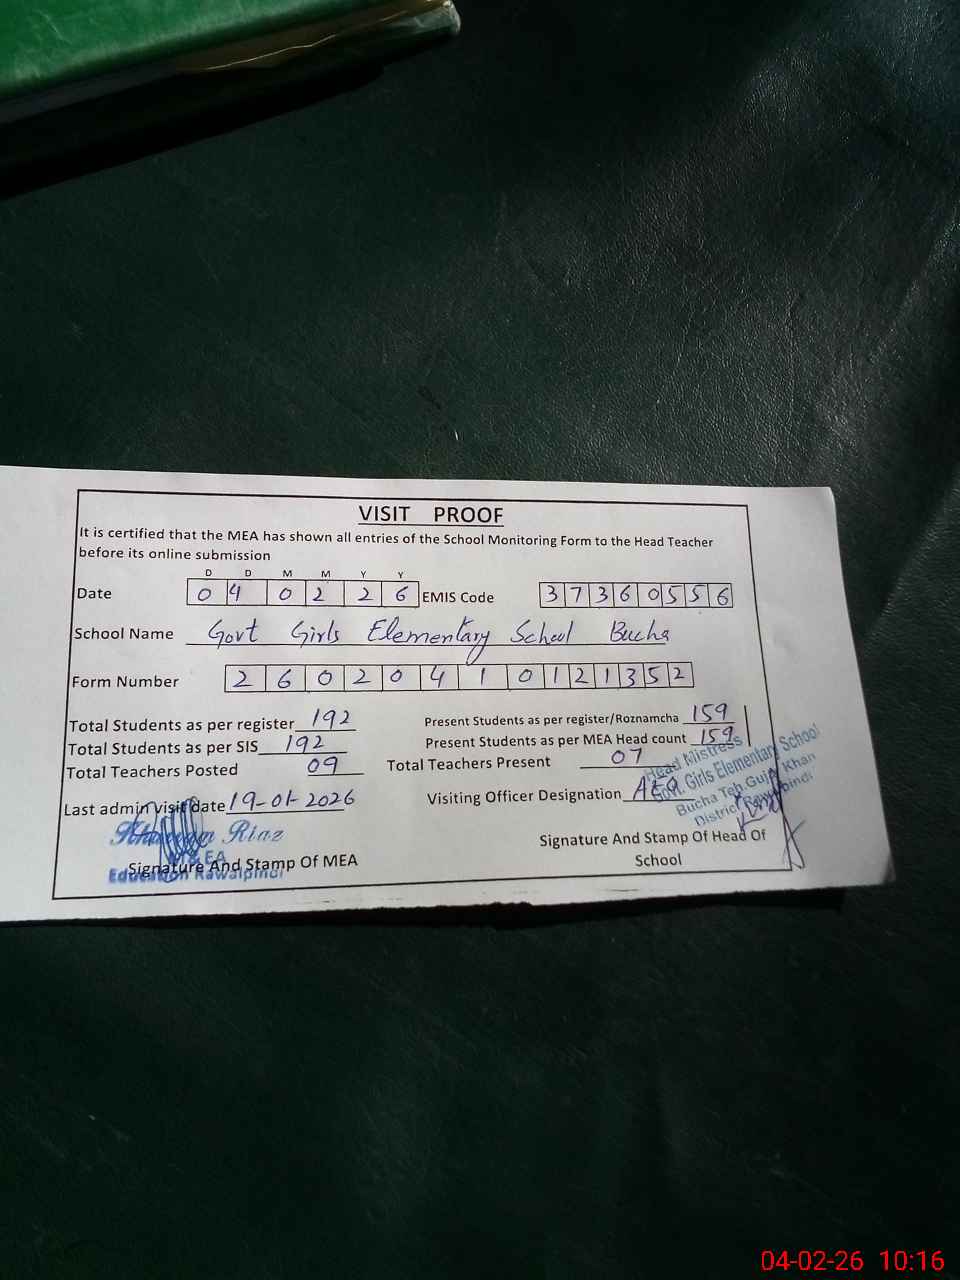 VISIT PROOF
It is certified that the MEA has shown all entries of the School Monitoring Form to the Head Teacher
before its online submission
D D M M Y Y
Date 0 4 0 2 2 6 EMIS Code 3 7 3 6 0 5 5 6
School Name Govt Girls Elementary School Bucha
Form Number 2 6 0 2 0 4 1 0 1 2 1 3 5 2
Total Students as per register 192 Present Students as per register/Roznamcha 159
Total Students as per SIS 192 Present Students as per MEA Head count 159
Total Teachers Posted 09 Total Teachers Present 07
Last admin visit date 19-01-2026 Visiting Officer Designation AEO
Head Mistress
Govt. Girls Elementary School
Bucha Teh Gujar Khan
District Rawalpindi
Riaz
M&EA
Education Rawalpindi
Signature And Stamp Of MEA
Signature And Stamp Of Head Of
School
04-02-26 10:16